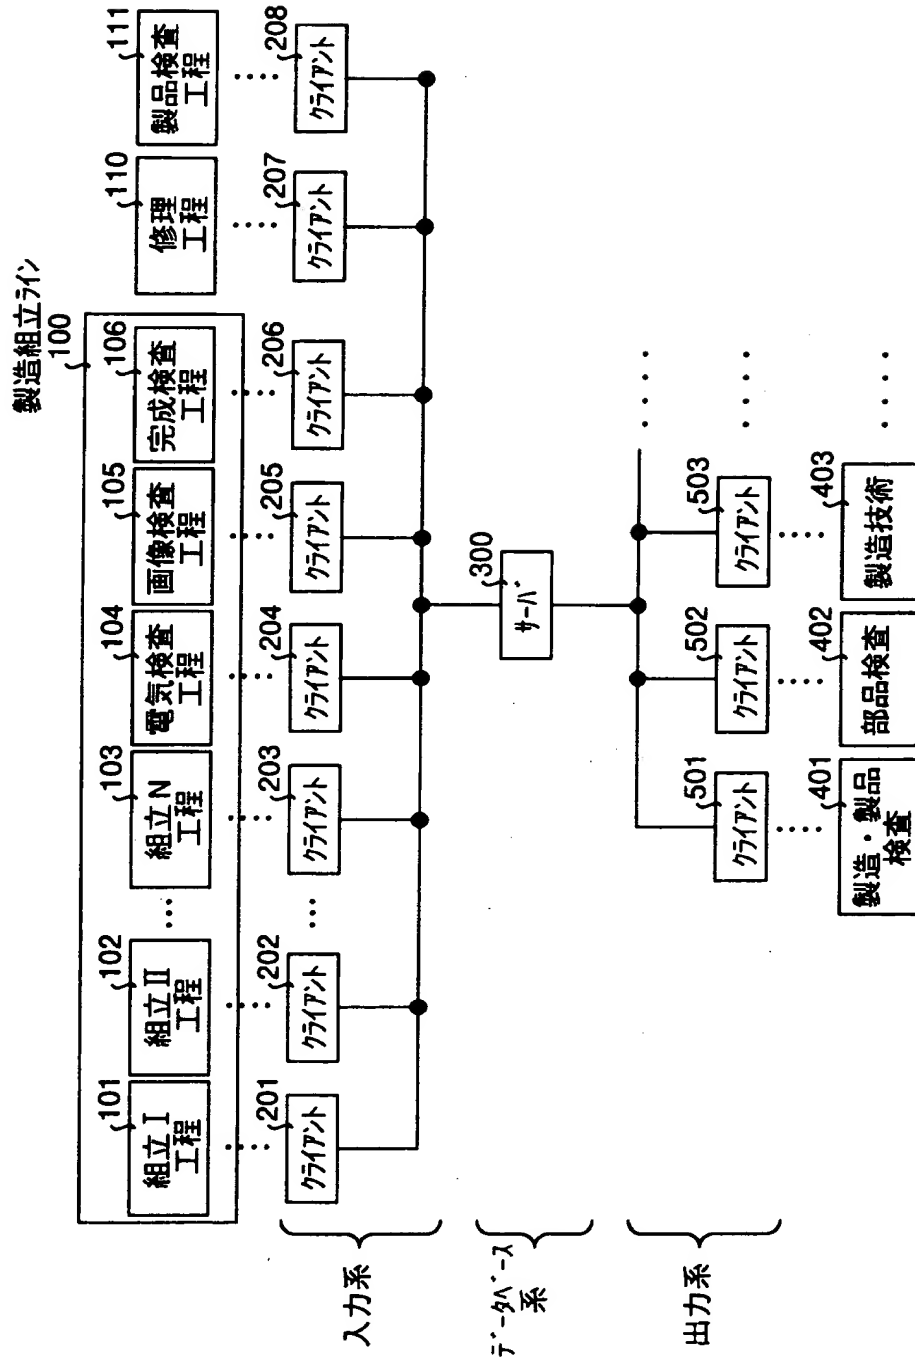 製造組立ライン
100
101
102
103
104
105
106
110
111
組立Ⅰ
工程
組立Ⅱ
工程
・・・
組立N
工程
電気検査
工程
画像検査
工程
完成検査
工程
修理
工程
製品検査
工程
201
202
203
204
205
206
207
208
クライアント
クライアント
・・・
クライアント
クライアント
クライアント
クライアント
クライアント
クライアント
入力系
300
サーバ
データベース
系
501
502
503
クライアント
クライアント
クライアント
出力系
401
402
403
製造・製品
検査
部品検査
製造技術